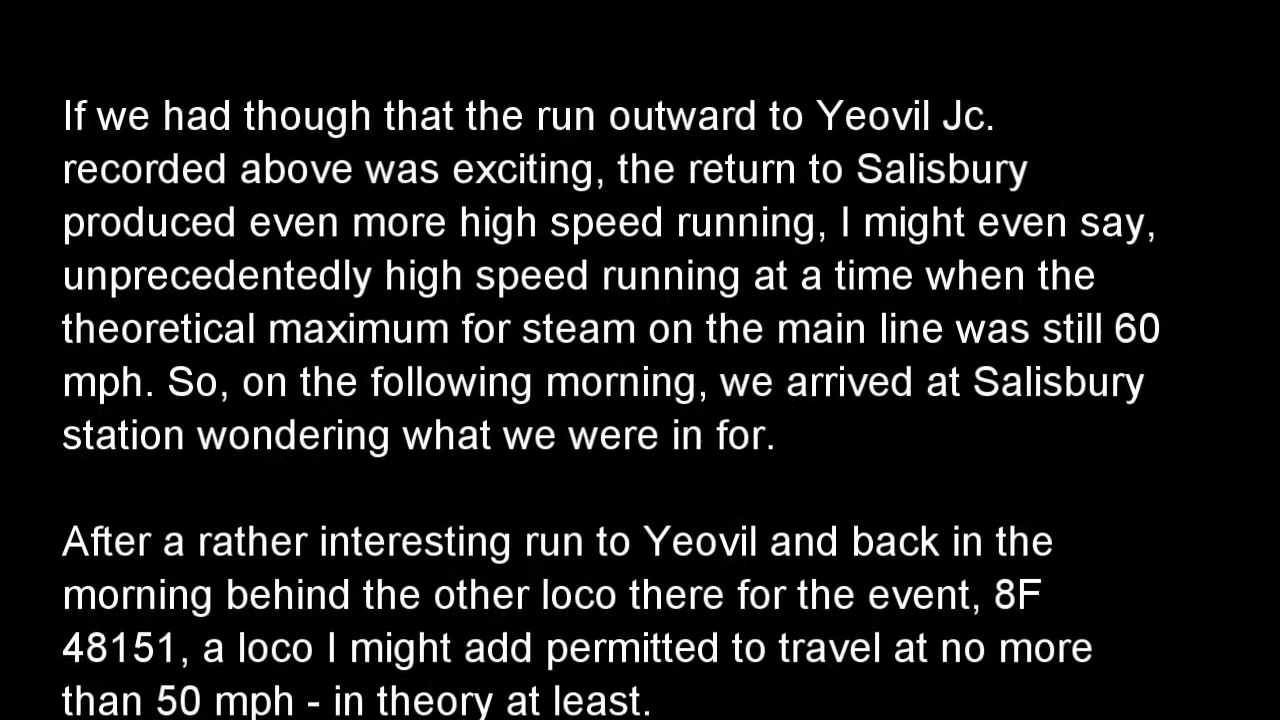 If we had though that the run outward to Yeovil Jc.
recorded above was exciting, the return to Salisbury
produced even more high speed running, I might even say,
unprecedentedly high speed running at a time when the
theoretical maximum for steam on the main line was still 60
mph. So, on the following morning, we arrived at Salisbury
station wondering what we were in for.
After a rather interesting run to Yeovil and back in the
morning behind the other loco there for the event, 8F
48151, a loco I might add permitted to travel at no more
than 50 mph - in theory at least.